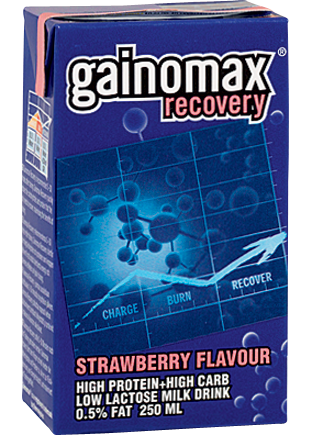 gainomax®
recovery
CHARGE
BURN
RECOVER
STRAWBERRY FLAVOUR
HIGH PROTEIN+HIGH CARB
LOW LACTOSE MILK DRINK
0.5% FAT 250 ML